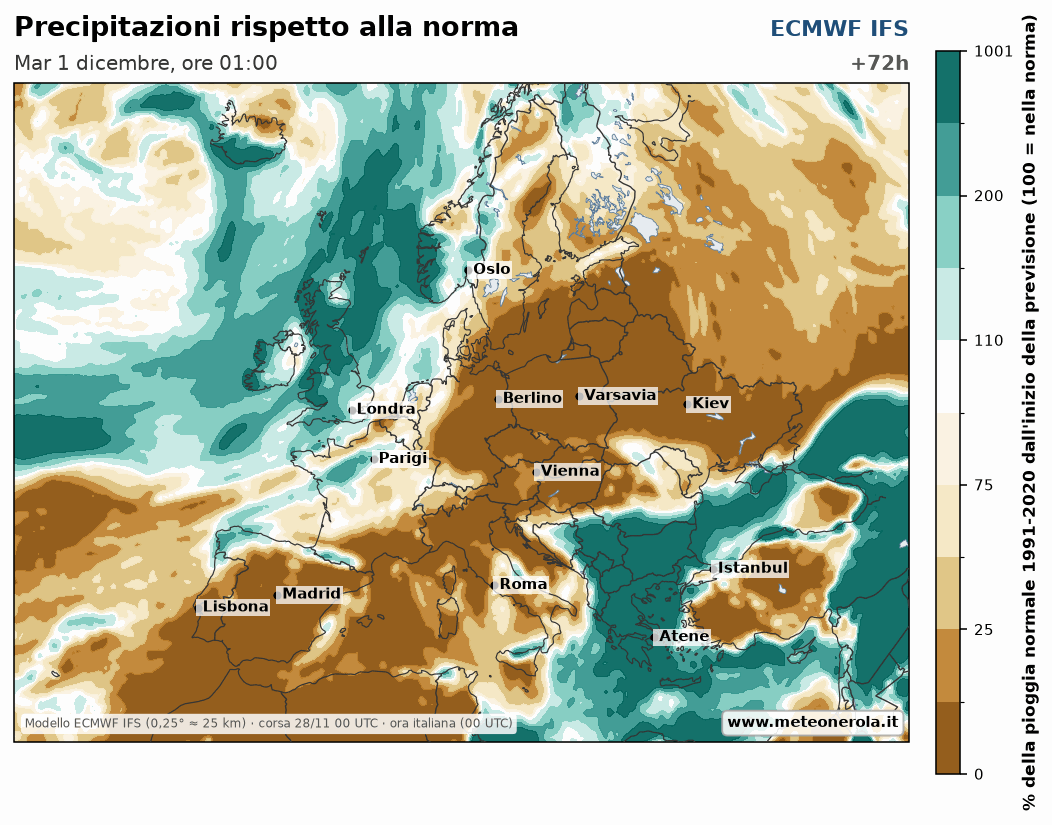 Precipitazioni rispetto alla norma
ECMWF IFS
Mar 1 dicembre, ore 01:00
+72h
Oslo
Londra
Berlino
Varsavia
Kiev
Parigi
Vienna
Istanbul
Roma
Madrid
Lisbona
Atene
Modello ECMWF IFS (0,25° ≈ 25 km) · corsa 28/11 00 UTC · ora italiana (00 UTC)
www.meteonerola.it
1001
200
110
75
25
0
% della pioggia normale 1991-2020 dall'inizio della previsione (100 = nella norma)